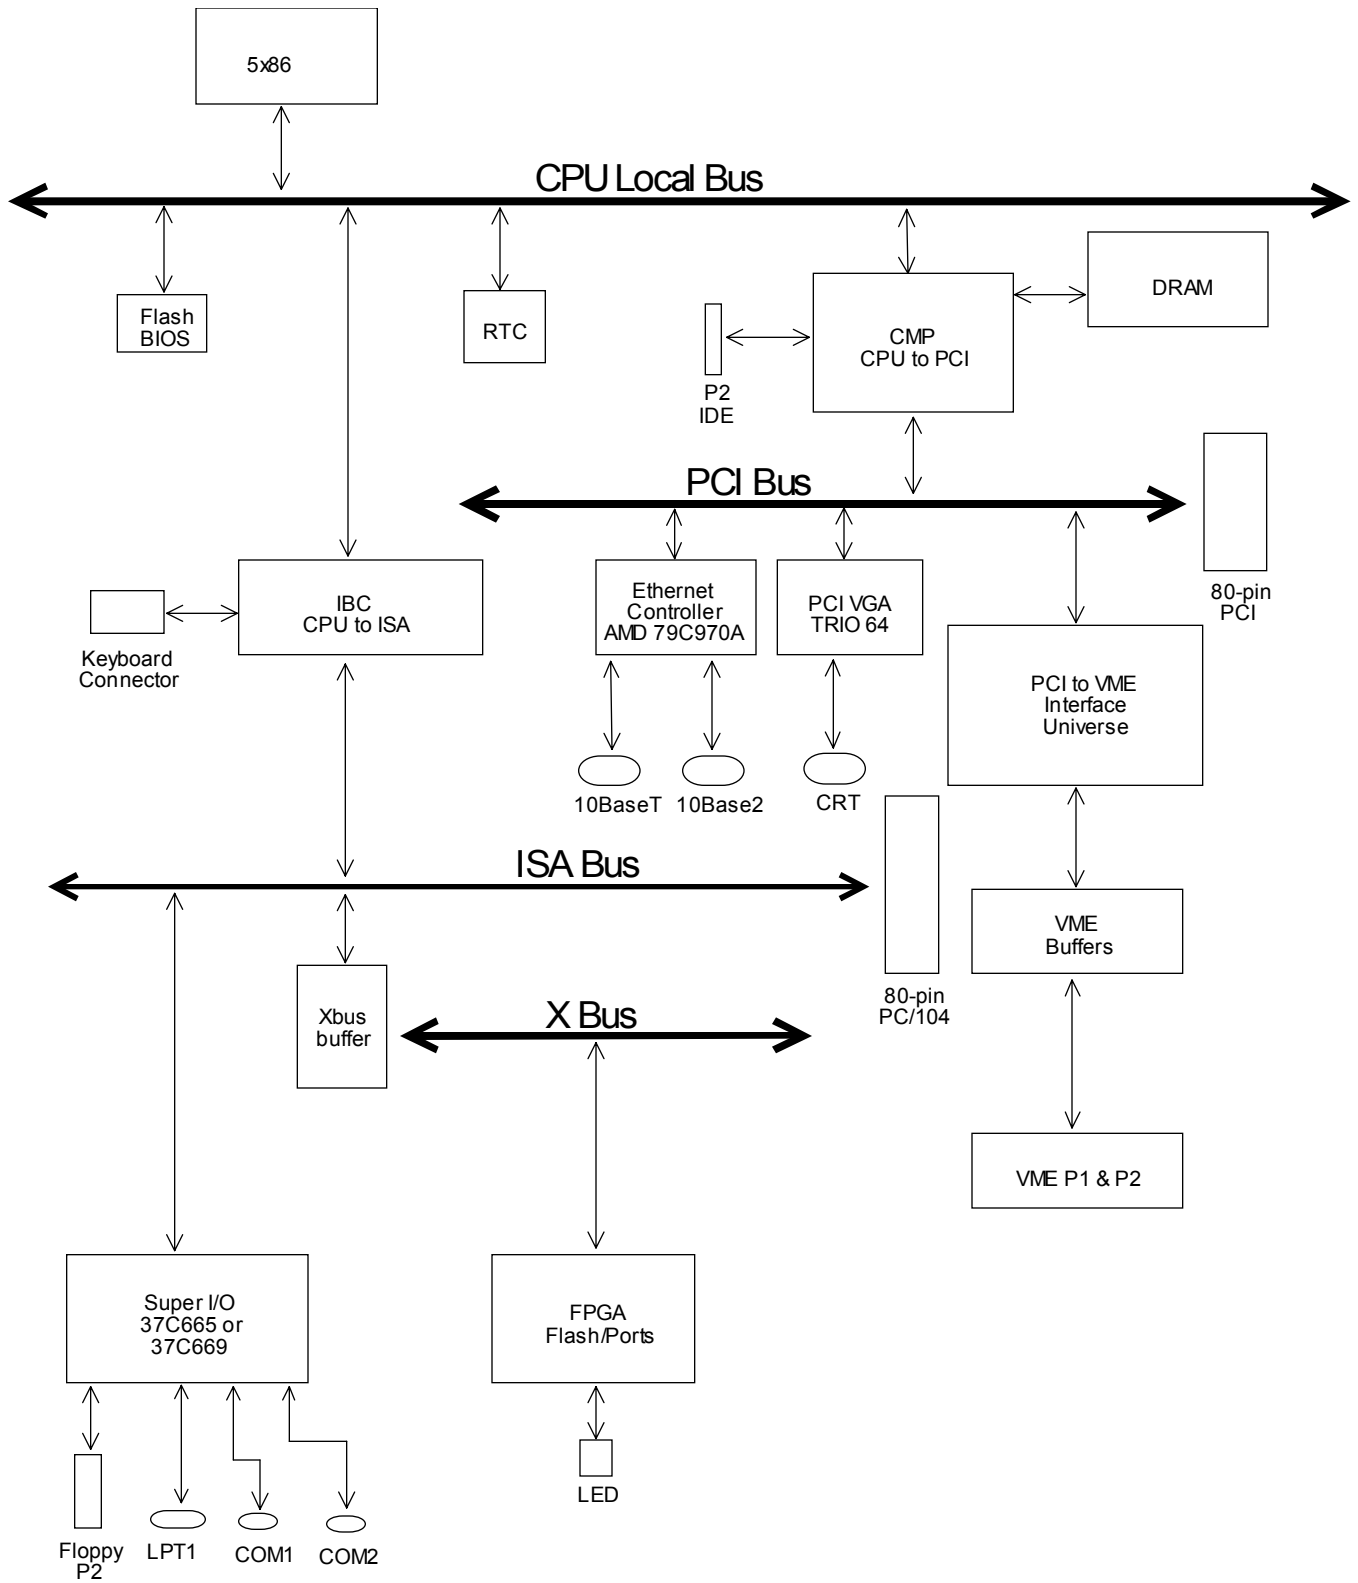 5x86
CPU Local Bus
Flash
BIOS
RTC
CMP
CPU to PCI
DRAM
P2
IDE
PCI Bus
80-pin
PCI
IBC
CPU to ISA
Keyboard
Connector
Ethernet
Controller
AMD 79C970A
PCI VGA
TRIO 64
PCI to VME
Interface
Universe
10BaseT
10Base2
CRT
ISA Bus
VME
Buffers
80-pin
PC/104
Xbus
buffer
X Bus
VME P1 & P2
Super I/O
37C665 or
37C669
FPGA
Flash/Ports
LED
Floppy
P2
LPT1
COM1
COM2